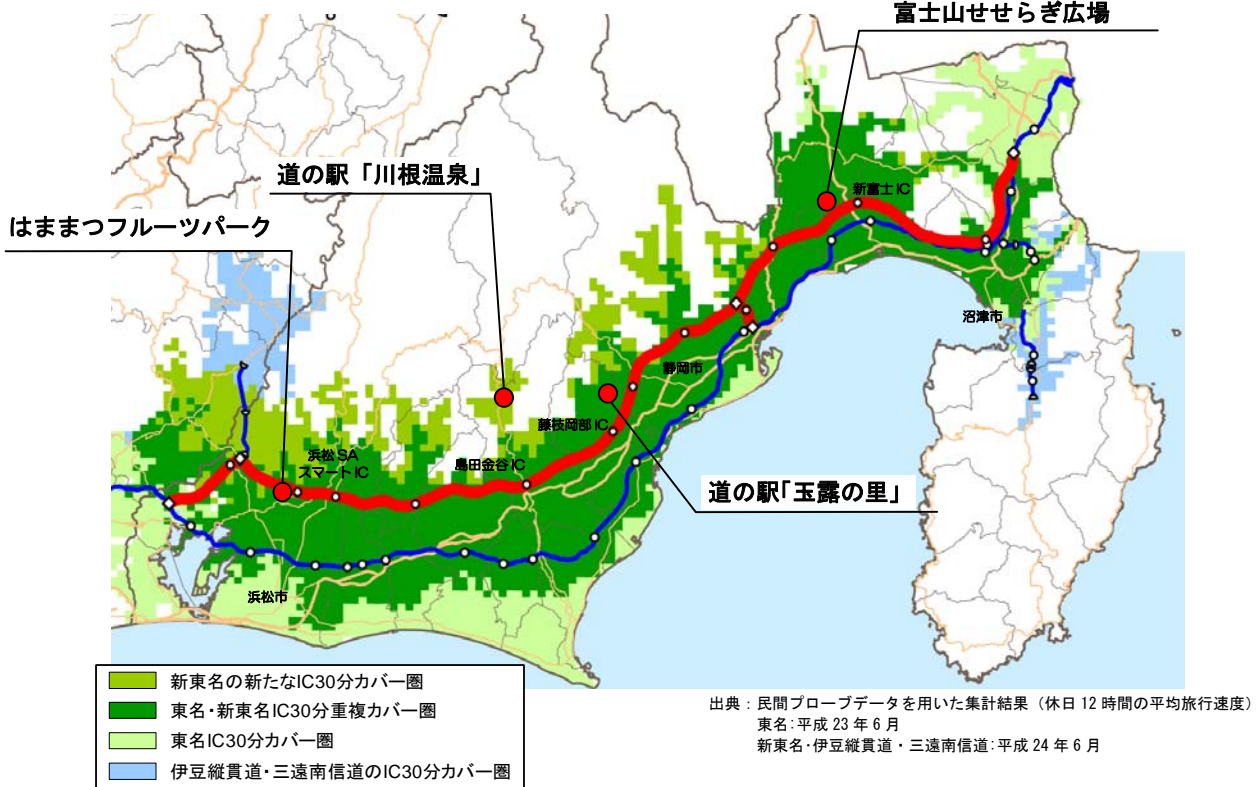 富士山せせらぎ広場
道の駅「川根温泉」
はままつフルーツパーク
新富士 IC
沼津市
静岡市
藤枝岡部 IC
浜松 SA
スマート IC
島田金谷 IC
道の駅「玉露の里」
浜松市
新東名の新たなIC30分カバー圏
東名・新東名IC30分重複カバー圏
東名IC30分カバー圏
伊豆縦貫道・三遠南信道のIC30分カバー圏
出典：民間プローブデータを用いた集計結果（休日 12 時間の平均旅行速度）
東名：平成 23 年 6 月
新東名・伊豆縦貫道・三遠南信道：平成 24 年 6 月